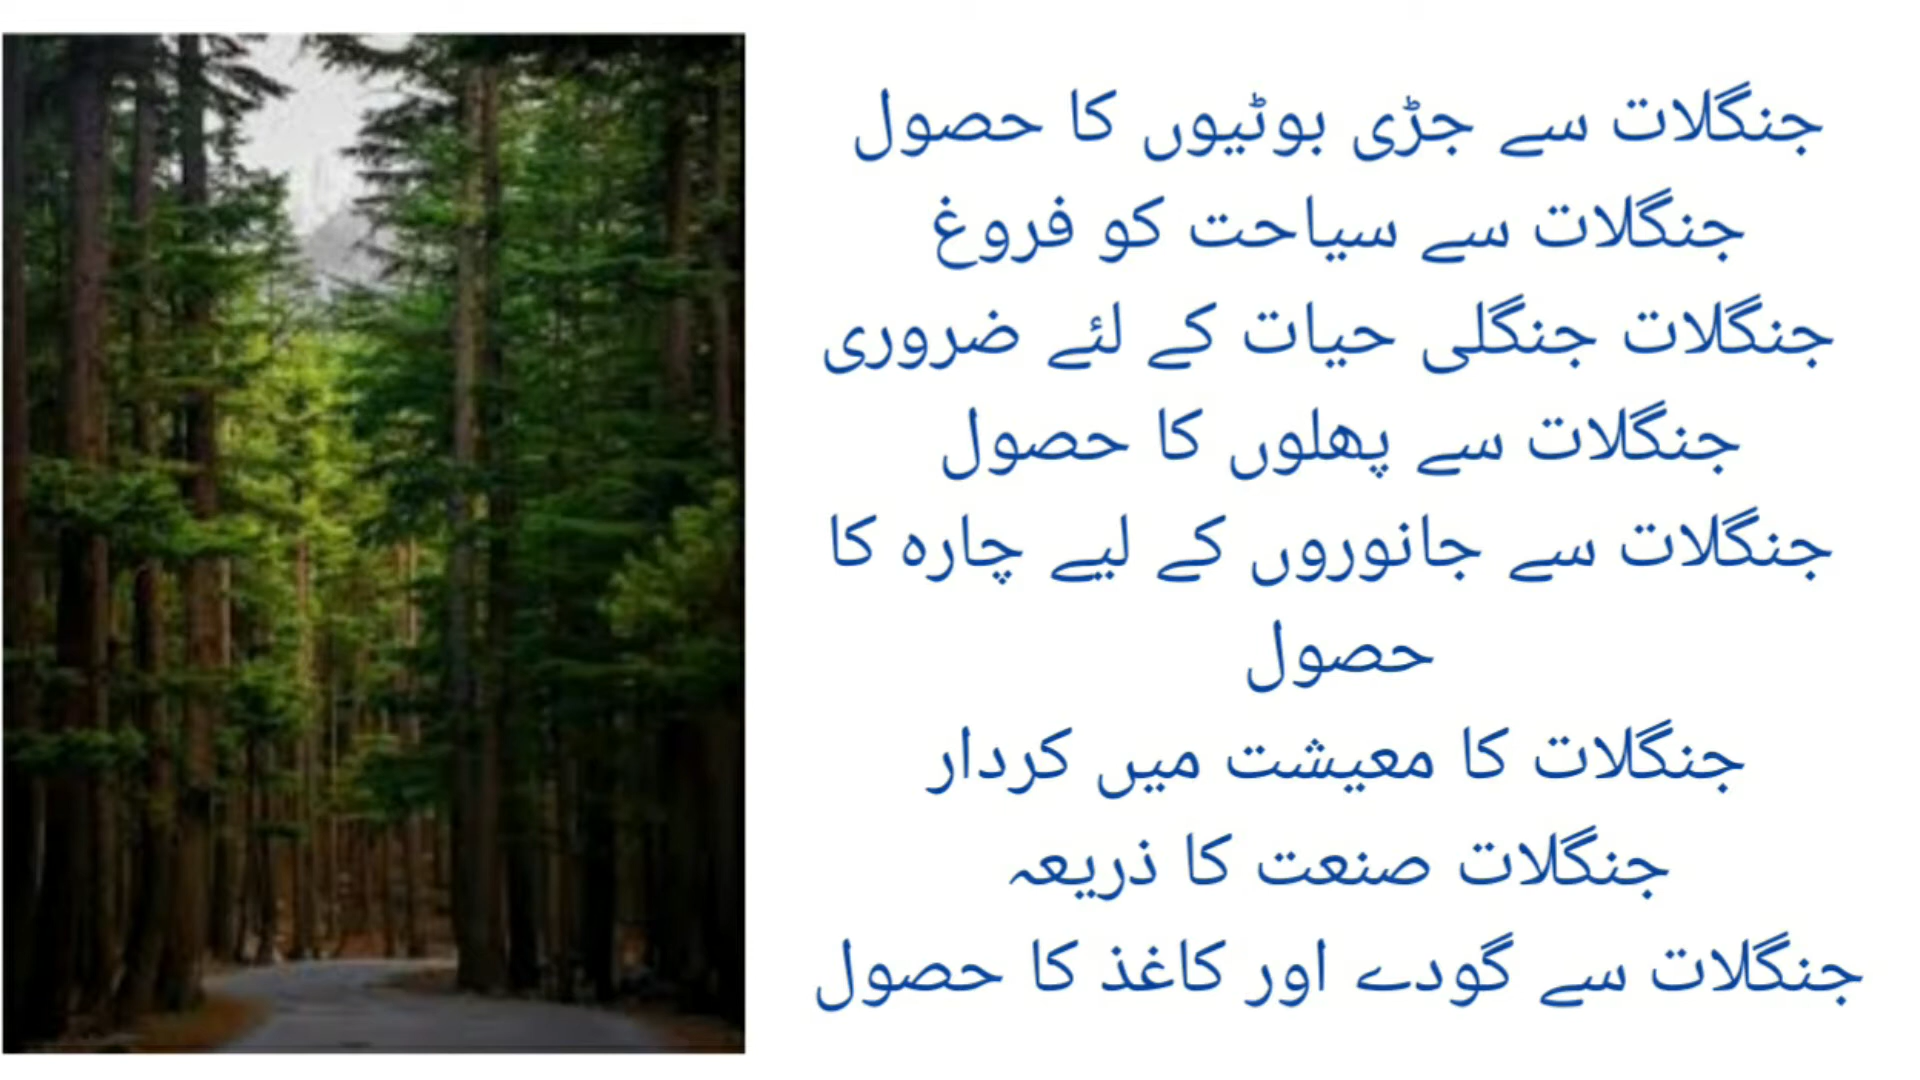 جنگلات سے جڑی بوٹیوں کا حصول
جنگلات سے سیاحت کو فروغ
جنگلات جنگلی حیات کے لئے ضروری
جنگلات سے پھلوں کا حصول
جنگلات سے جانوروں کے لیے چارہ کا
حصول
جنگلات کا معیشت میں کردار
جنگلات صنعت کا ذریعہ
جنگلات سے گودے اور کاغذ کا حصول